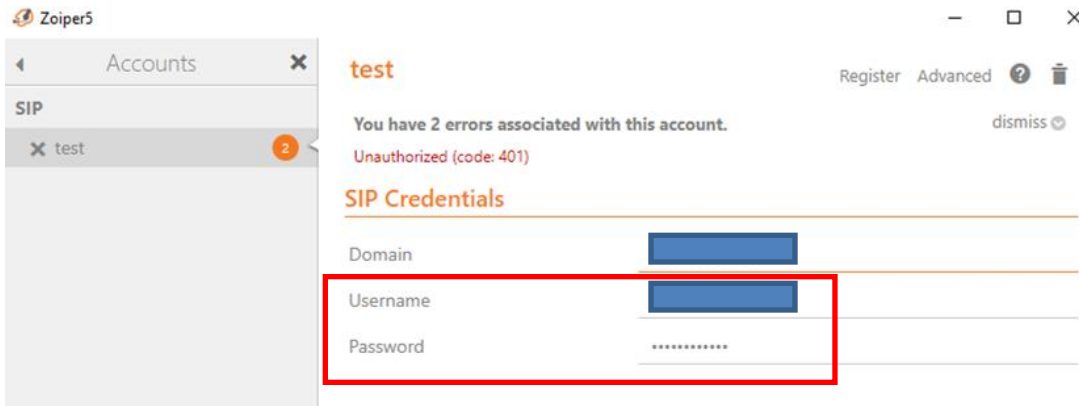 Zoiper5
Accounts
test
Register Advanced
SIP
You have 2 errors associated with this account.
dismiss
test
2
Unauthorized (code: 401)
SIP Credentials
Domain
Username
Password ••••••••••••